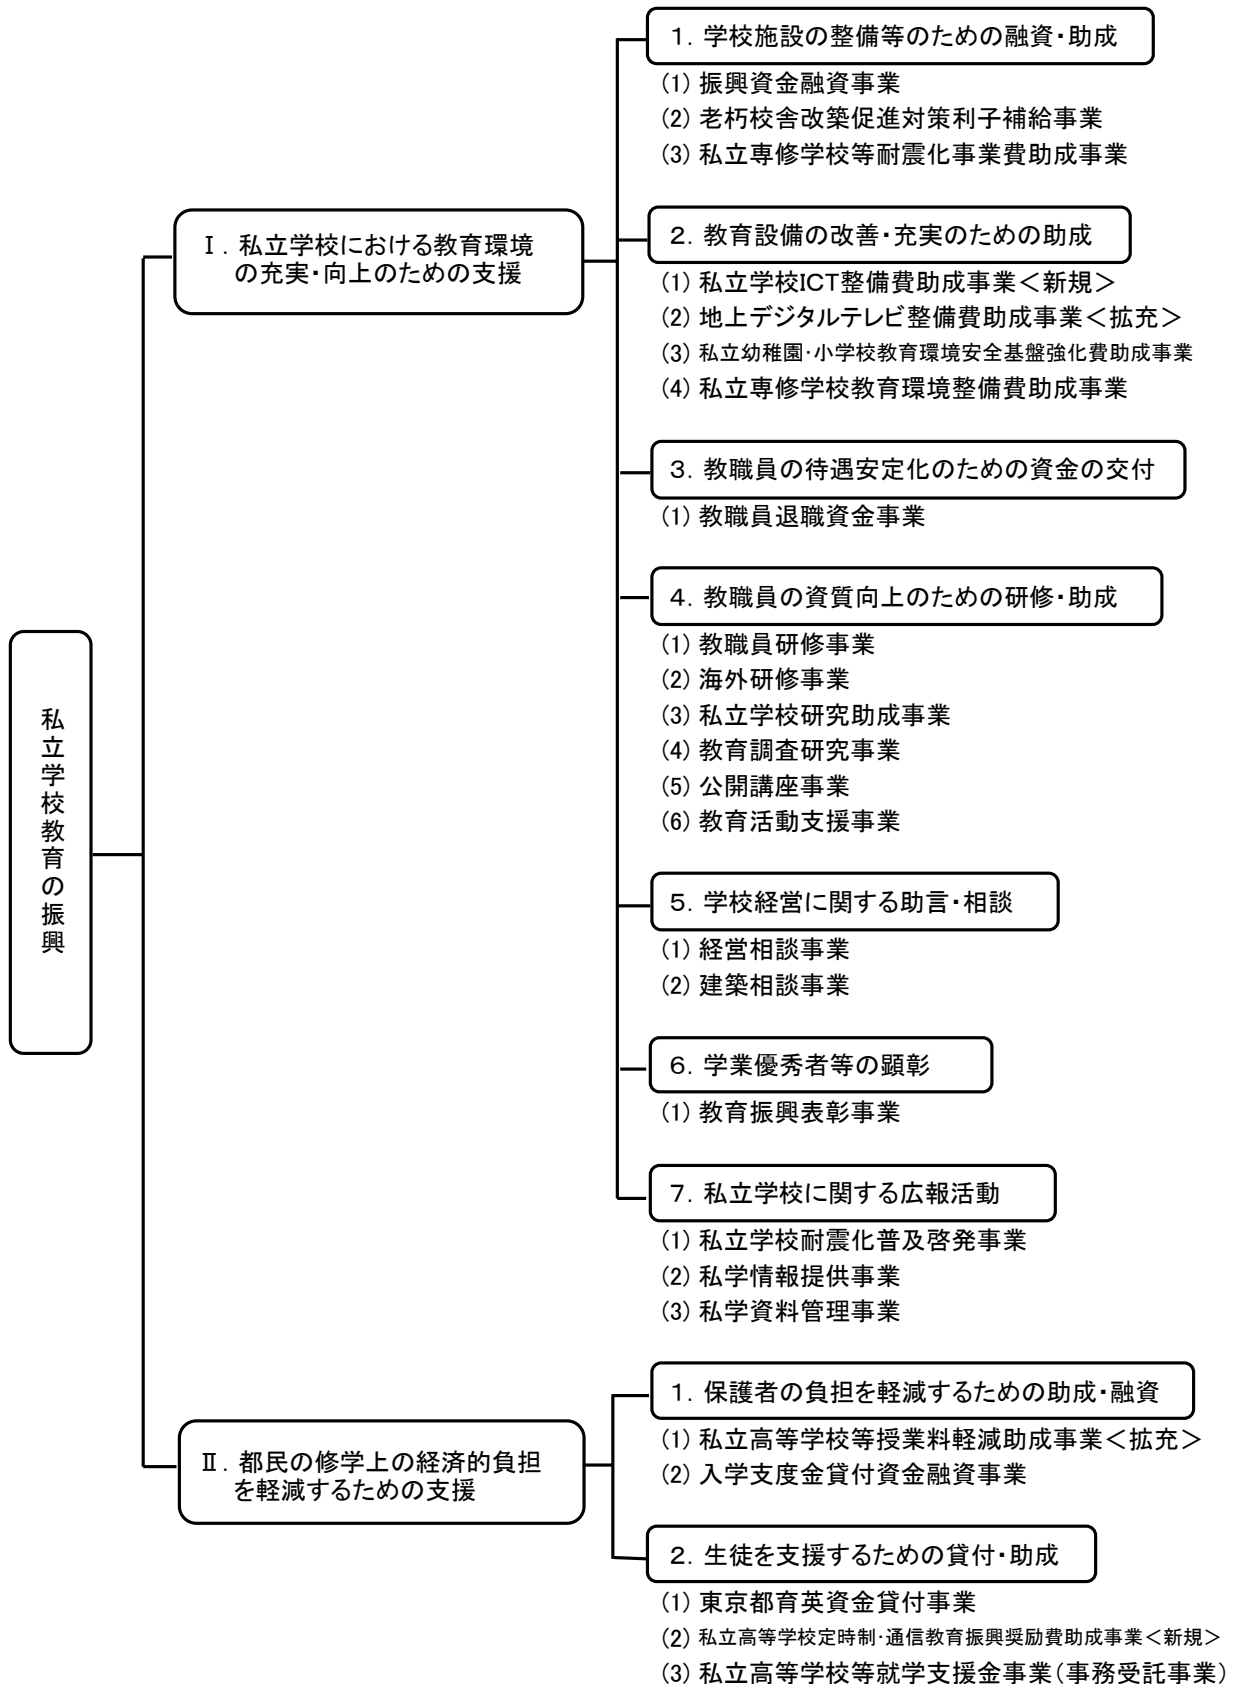 私立学校教育の振興
Ⅰ．私立学校における教育環境
の充実・向上のための支援
１．学校施設の整備等のための融資・助成
(1) 振興資金融資事業
(2) 老朽校舎改築促進対策利子補給事業
(3) 私立専修学校等耐震化事業費助成事業
２．教育設備の改善・充実のための助成
(1) 私立学校ICT整備費助成事業＜新規＞
(2) 地上デジタルテレビ整備費助成事業＜拡充＞
(3) 私立幼稚園・小学校教育環境安全基盤強化費助成事業
(4) 私立専修学校教育環境整備費助成事業
３．教職員の待遇安定化のための資金の交付
(1) 教職員退職資金事業
４．教職員の資質向上のための研修・助成
(1) 教職員研修事業
(2) 海外研修事業
(3) 私立学校研究助成事業
(4) 教育調査研究事業
(5) 公開講座事業
(6) 教育活動支援事業
５．学校経営に関する助言・相談
(1) 経営相談事業
(2) 建築相談事業
６．学業優秀者等の顕彰
(1) 教育振興表彰事業
７．私立学校に関する広報活動
(1) 私立学校耐震化普及啓発事業
(2) 私学情報提供事業
(3) 私学資料管理事業
Ⅱ．都民の修学上の経済的負担
を軽減するための支援
１．保護者の負担を軽減するための助成・融資
(1) 私立高等学校等授業料軽減助成事業＜拡充＞
(2) 入学支度金貸付資金融資事業
２．生徒を支援するための貸付・助成
(1) 東京都育英資金貸付事業
(2) 私立高等学校定時制・通信教育振興奨励費助成事業＜新規＞
(3) 私立高等学校等就学支援金事業（事務受託事業）